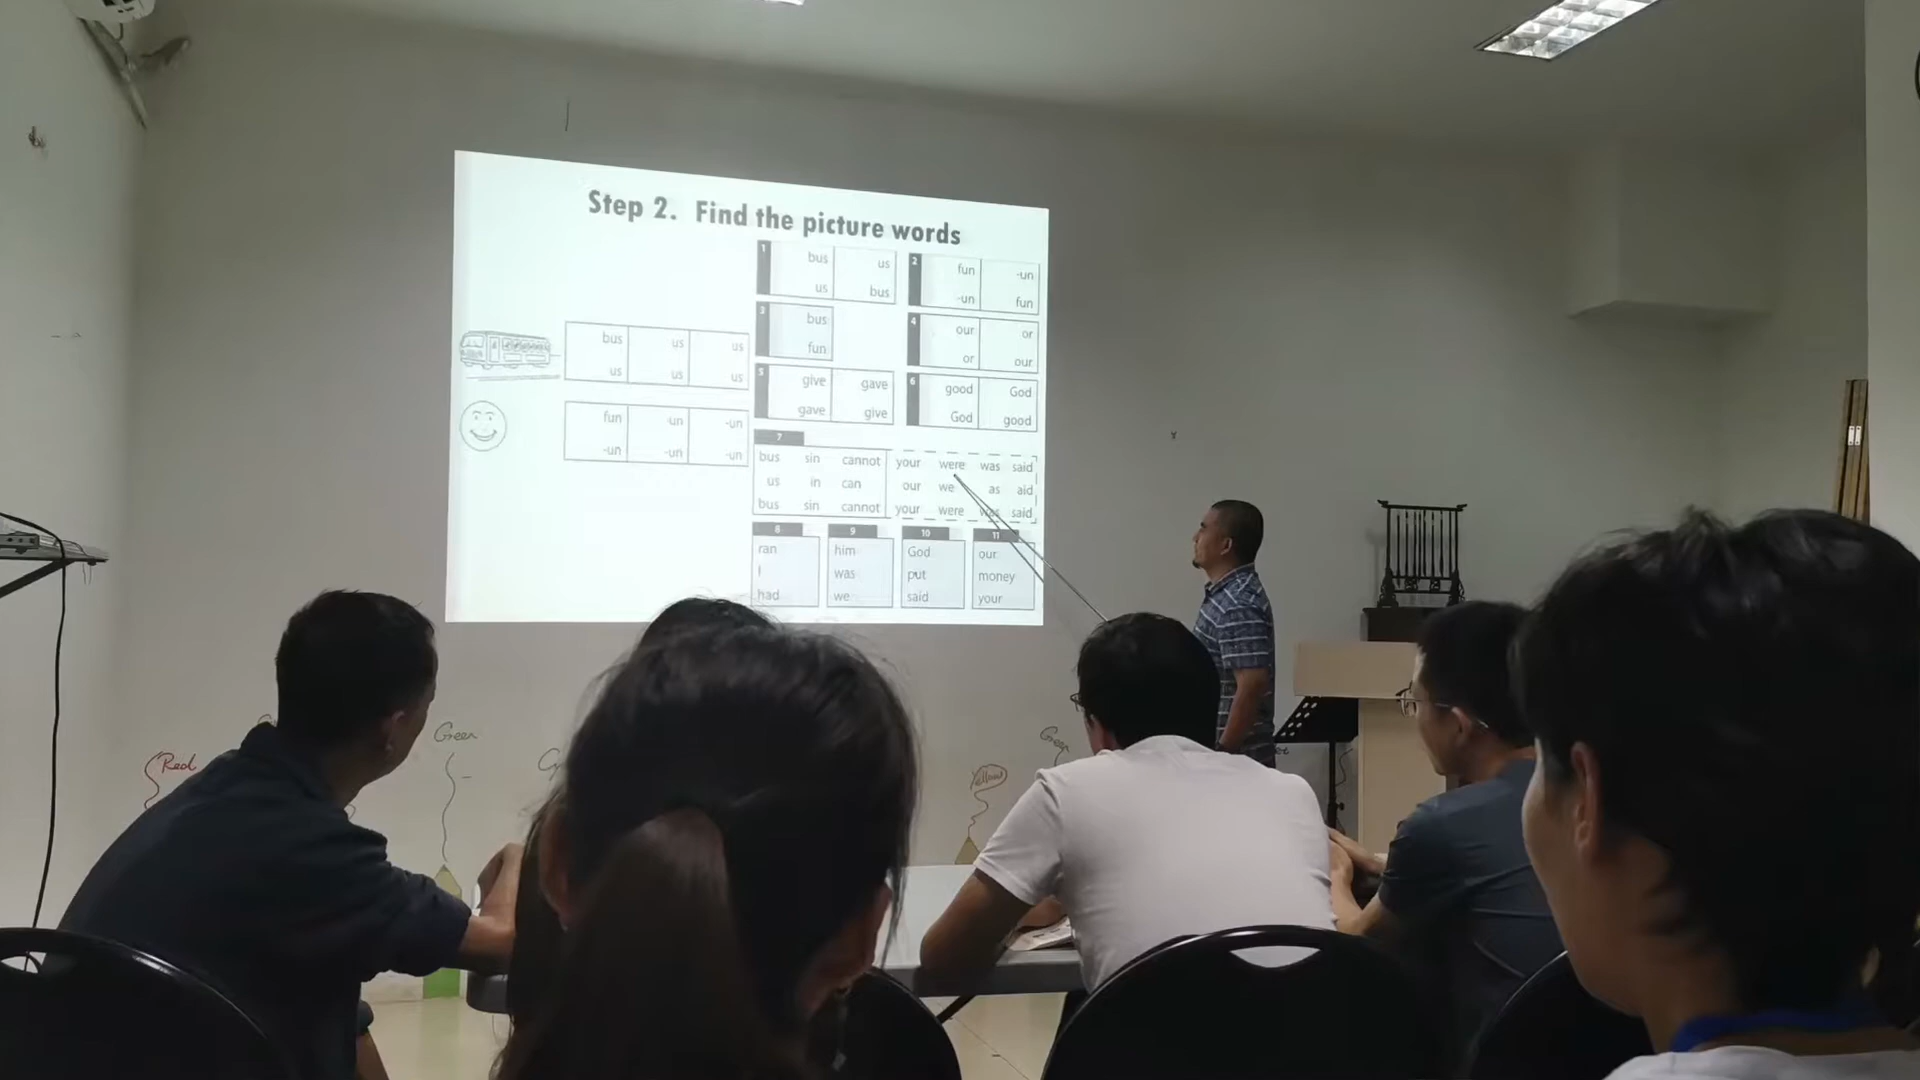 Step 2. Find the picture words
bus us us
us us us
fun -un -un
-un -un -un
1 bus us
us bus
2 fun -un
-un fun
3 bus
fun
4 our or
or our
5 give gave
gave give
6 good God
God good
7
bus sin cannot your were was said
us in can our we as aid
bus sin cannot your were was said
8
ran
I
had
9
him
was
we
10
God
put
said
11
our
money
your
Red
Green
Yellow
Green